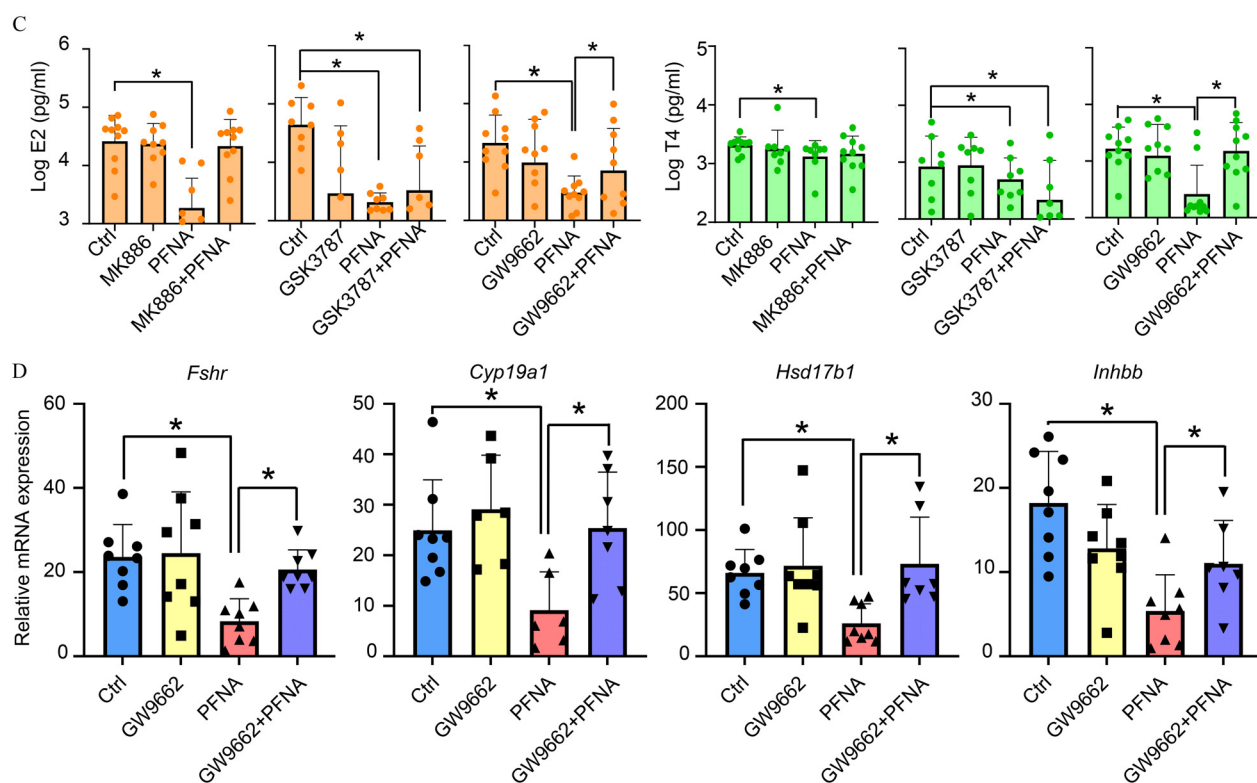 C
Log E2 (pg/ml)
6
5
4
3
*
Ctrl
MK886
PFNA
MK886+PFNA
*
*
Ctrl
GSK3787
PFNA
GSK3787+PFNA
*
*
Ctrl
GW9662
PFNA
GW9662+PFNA
Log T4 (pg/ml)
5
4
3
2
*
Ctrl
MK886
PFNA
MK886+PFNA
*
*
Ctrl
GSK3787
PFNA
GSK3787+PFNA
*
*
Ctrl
GW9662
PFNA
GW9662+PFNA
D
Relative mRNA expression
Fshr
60
40
20
0
*
*
Ctrl
GW9662
PFNA
GW9662+PFNA
Cyp19a1
50
40
30
20
10
0
*
*
Ctrl
GW9662
PFNA
GW9662+PFNA
Hsd17b1
200
150
100
50
0
*
*
Ctrl
GW9662
PFNA
GW9662+PFNA
Inhbb
30
20
10
0
*
*
Ctrl
GW9662
PFNA
GW9662+PFNA